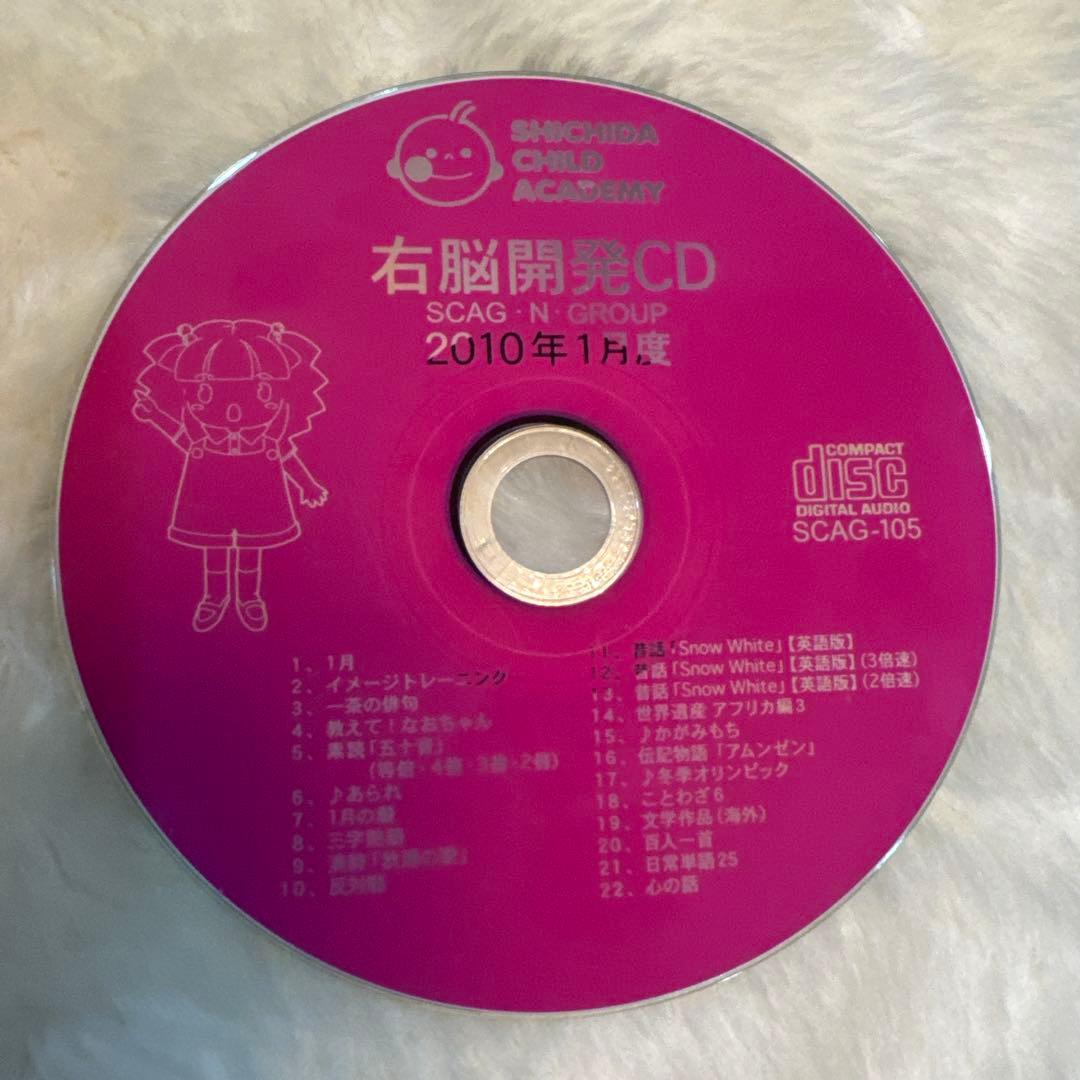 SHICHIDA
CHILD
ACADEMY
右脳開発CD
SCAG・N・GROUP
2010年1月度
COMPACT
disc
DIGITAL AUDIO
SCAG-105
1、1月
2、イメージトレーニング
3、一茶の俳句
4、教えて！なおちゃん
5、素読「五十音」
(等倍・4倍・3倍・2倍)
6、♪あられ
7、1月の
8、三字熟語
9、
10、反対語
11、昔話「Snow White」【英語版】
12、昔話「Snow White」【英語版】(3倍速)
13、昔話「Snow White」【英語版】(2倍速)
14、世界遺産 アフリカ編3
15、♪かがみもち
16、伝記物語「アムンゼン」
17、♪冬季オリンピック
18、ことわざ6
19、文学作品(海外)
20、百人一首
21、日常単語25
22、心の話